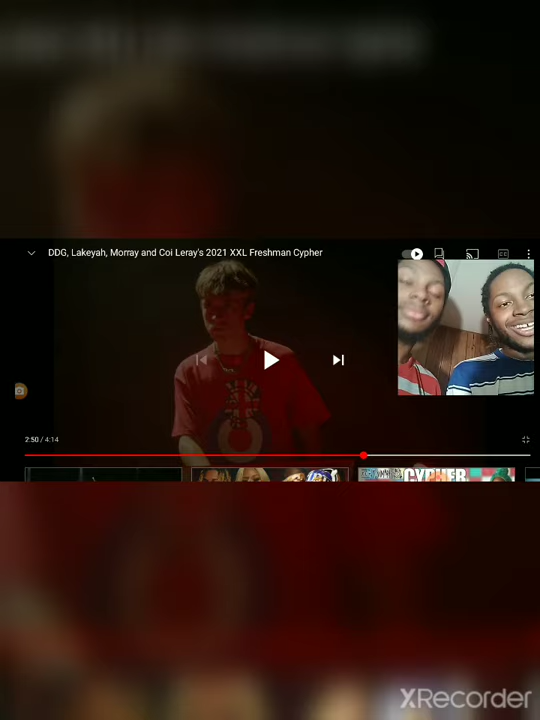 DDG, Lakeyah, Morray and Coi Leray's 2021 XXL Freshman Cypher
2:50 / 4:14
CYPHER
XRecorder